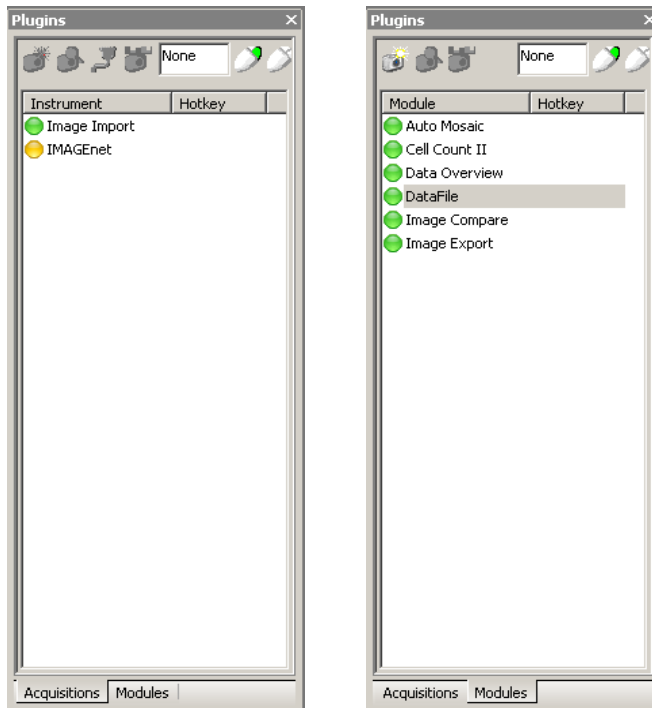 Plugins
None
Instrument Hotkey
Image Import
IMAGEnet
Acquisitions Modules
Plugins
None
Module Hotkey
Auto Mosaic
Cell Count II
Data Overview
DataFile
Image Compare
Image Export
Acquisitions Modules